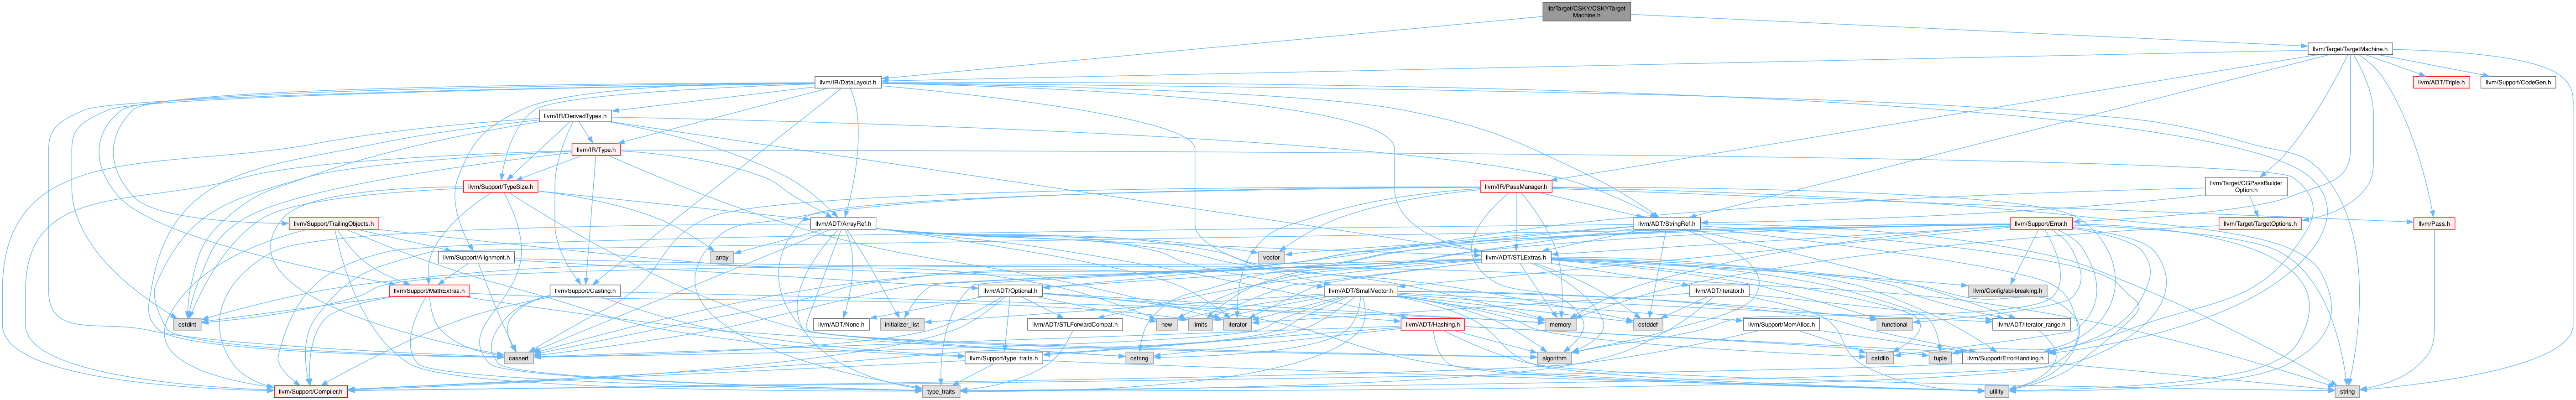 lib/Target/CSKY/CSKYTarget
Machine.h
llvm/Target/TargetMachine.h
llvm/IR/DataLayout.h
llvm/ADT/Triple.h
llvm/Support/CodeGen.h
llvm/IR/DerivedTypes.h
llvm/IR/Type.h
llvm/Support/TypeSize.h
llvm/IR/PassManager.h
llvm/Target/CGPassBuilder
Option.h
llvm/Support/TrailingObjects.h
llvm/ADT/ArrayRef.h
llvm/ADT/StringRef.h
llvm/Support/Error.h
llvm/Target/TargetOptions.h
llvm/Pass.h
llvm/Support/Alignment.h
array
vector
llvm/ADT/STLExtras.h
llvm/Support/MathExtras.h
llvm/Support/Casting.h
llvm/ADT/Optional.h
llvm/ADT/SmallVector.h
llvm/ADT/iterator.h
llvm/Config/abi-breaking.h
cstdint
llvm/ADT/None.h
initializer_list
llvm/ADT/STLForwardCompat.h
new
limits
iterator
llvm/ADT/Hashing.h
memory
cstddef
llvm/Support/MemAlloc.h
functional
llvm/ADT/iterator_range.h
cassert
llvm/Support/type_traits.h
cstring
algorithm
cstdlib
tuple
llvm/Support/ErrorHandling.h
llvm/Support/Compiler.h
type_traits
utility
string